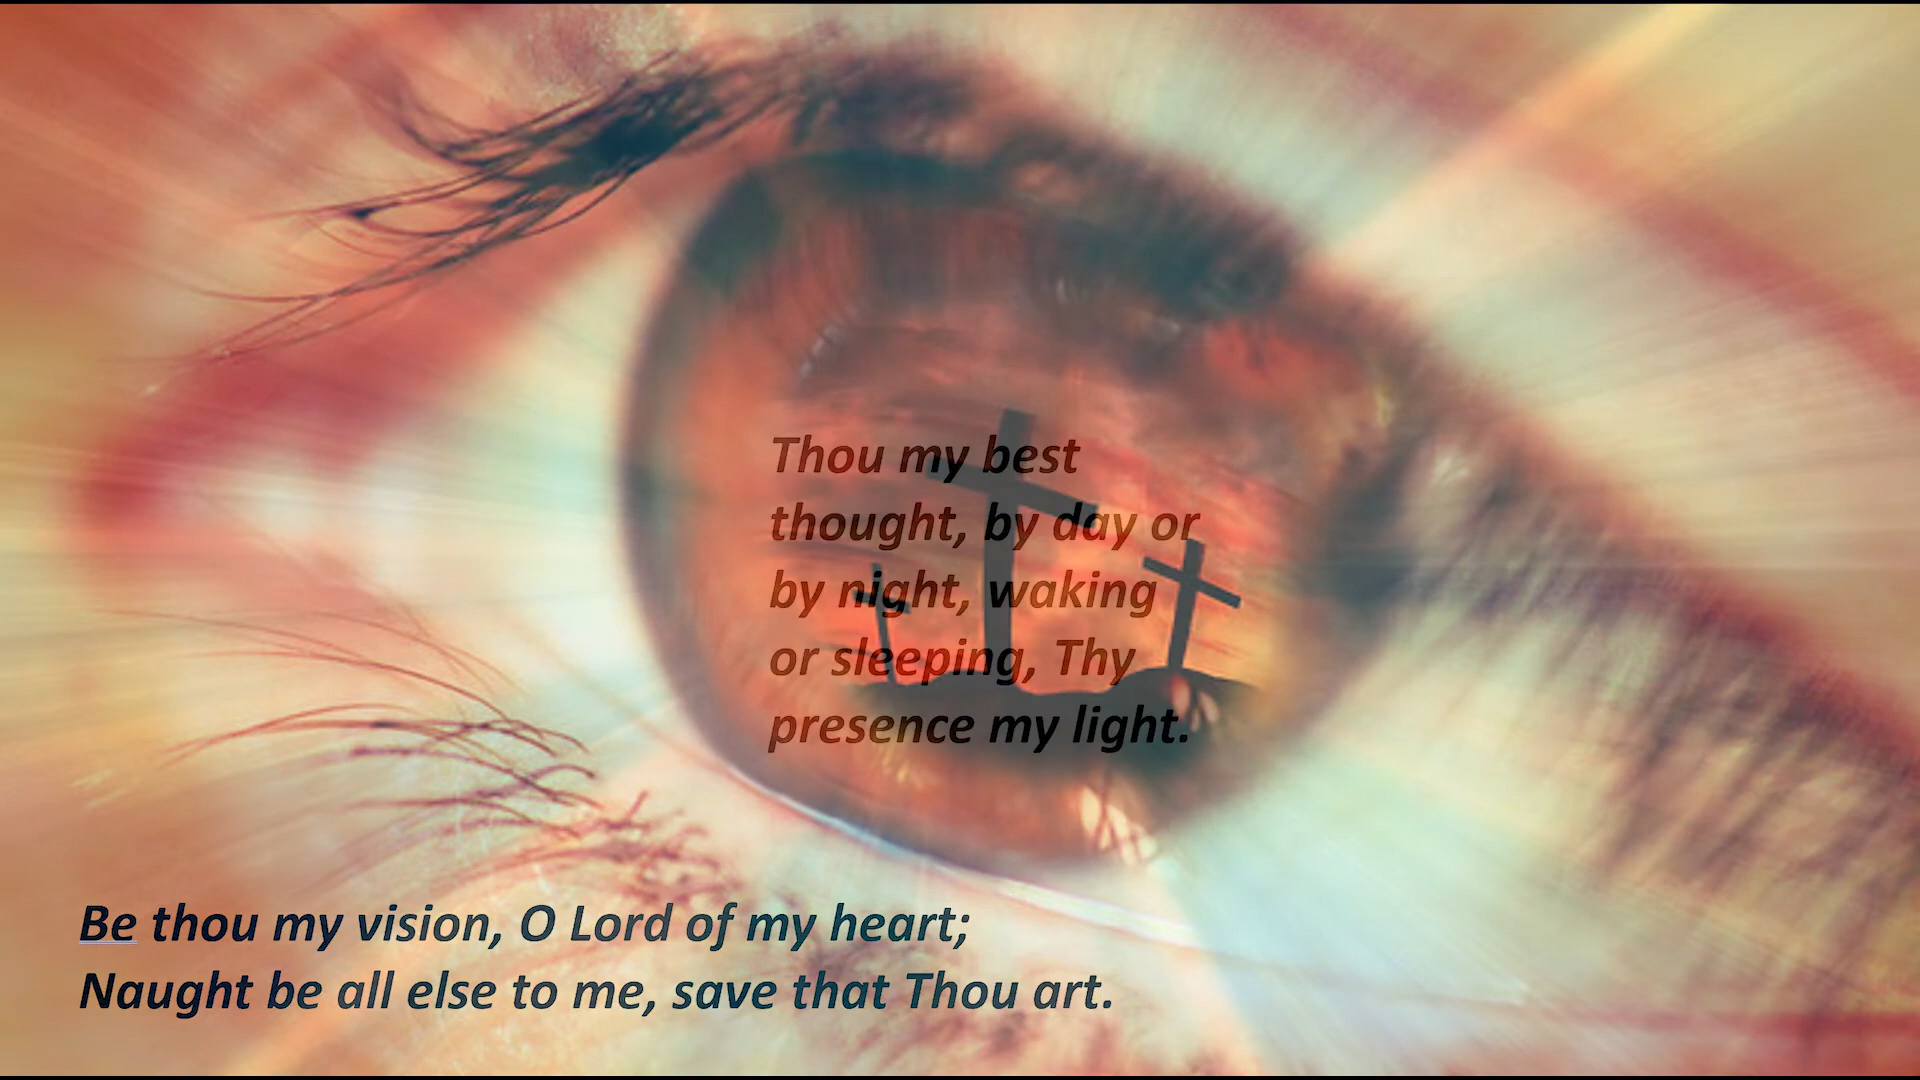 Thou my best
thought, by day or
by night, waking
or sleeping, Thy
presence my light.
Be thou my vision, O Lord of my heart;
Naught be all else to me, save that Thou art.